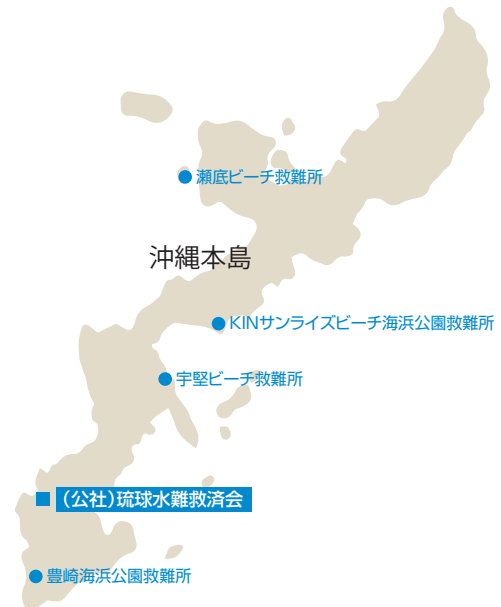 瀬底ビーチ救難所
沖縄本島
KINサンライズビーチ海浜公園救難所
宇堅ビーチ救難所
(公社)琉球水難救済会
豊崎海浜公園救難所